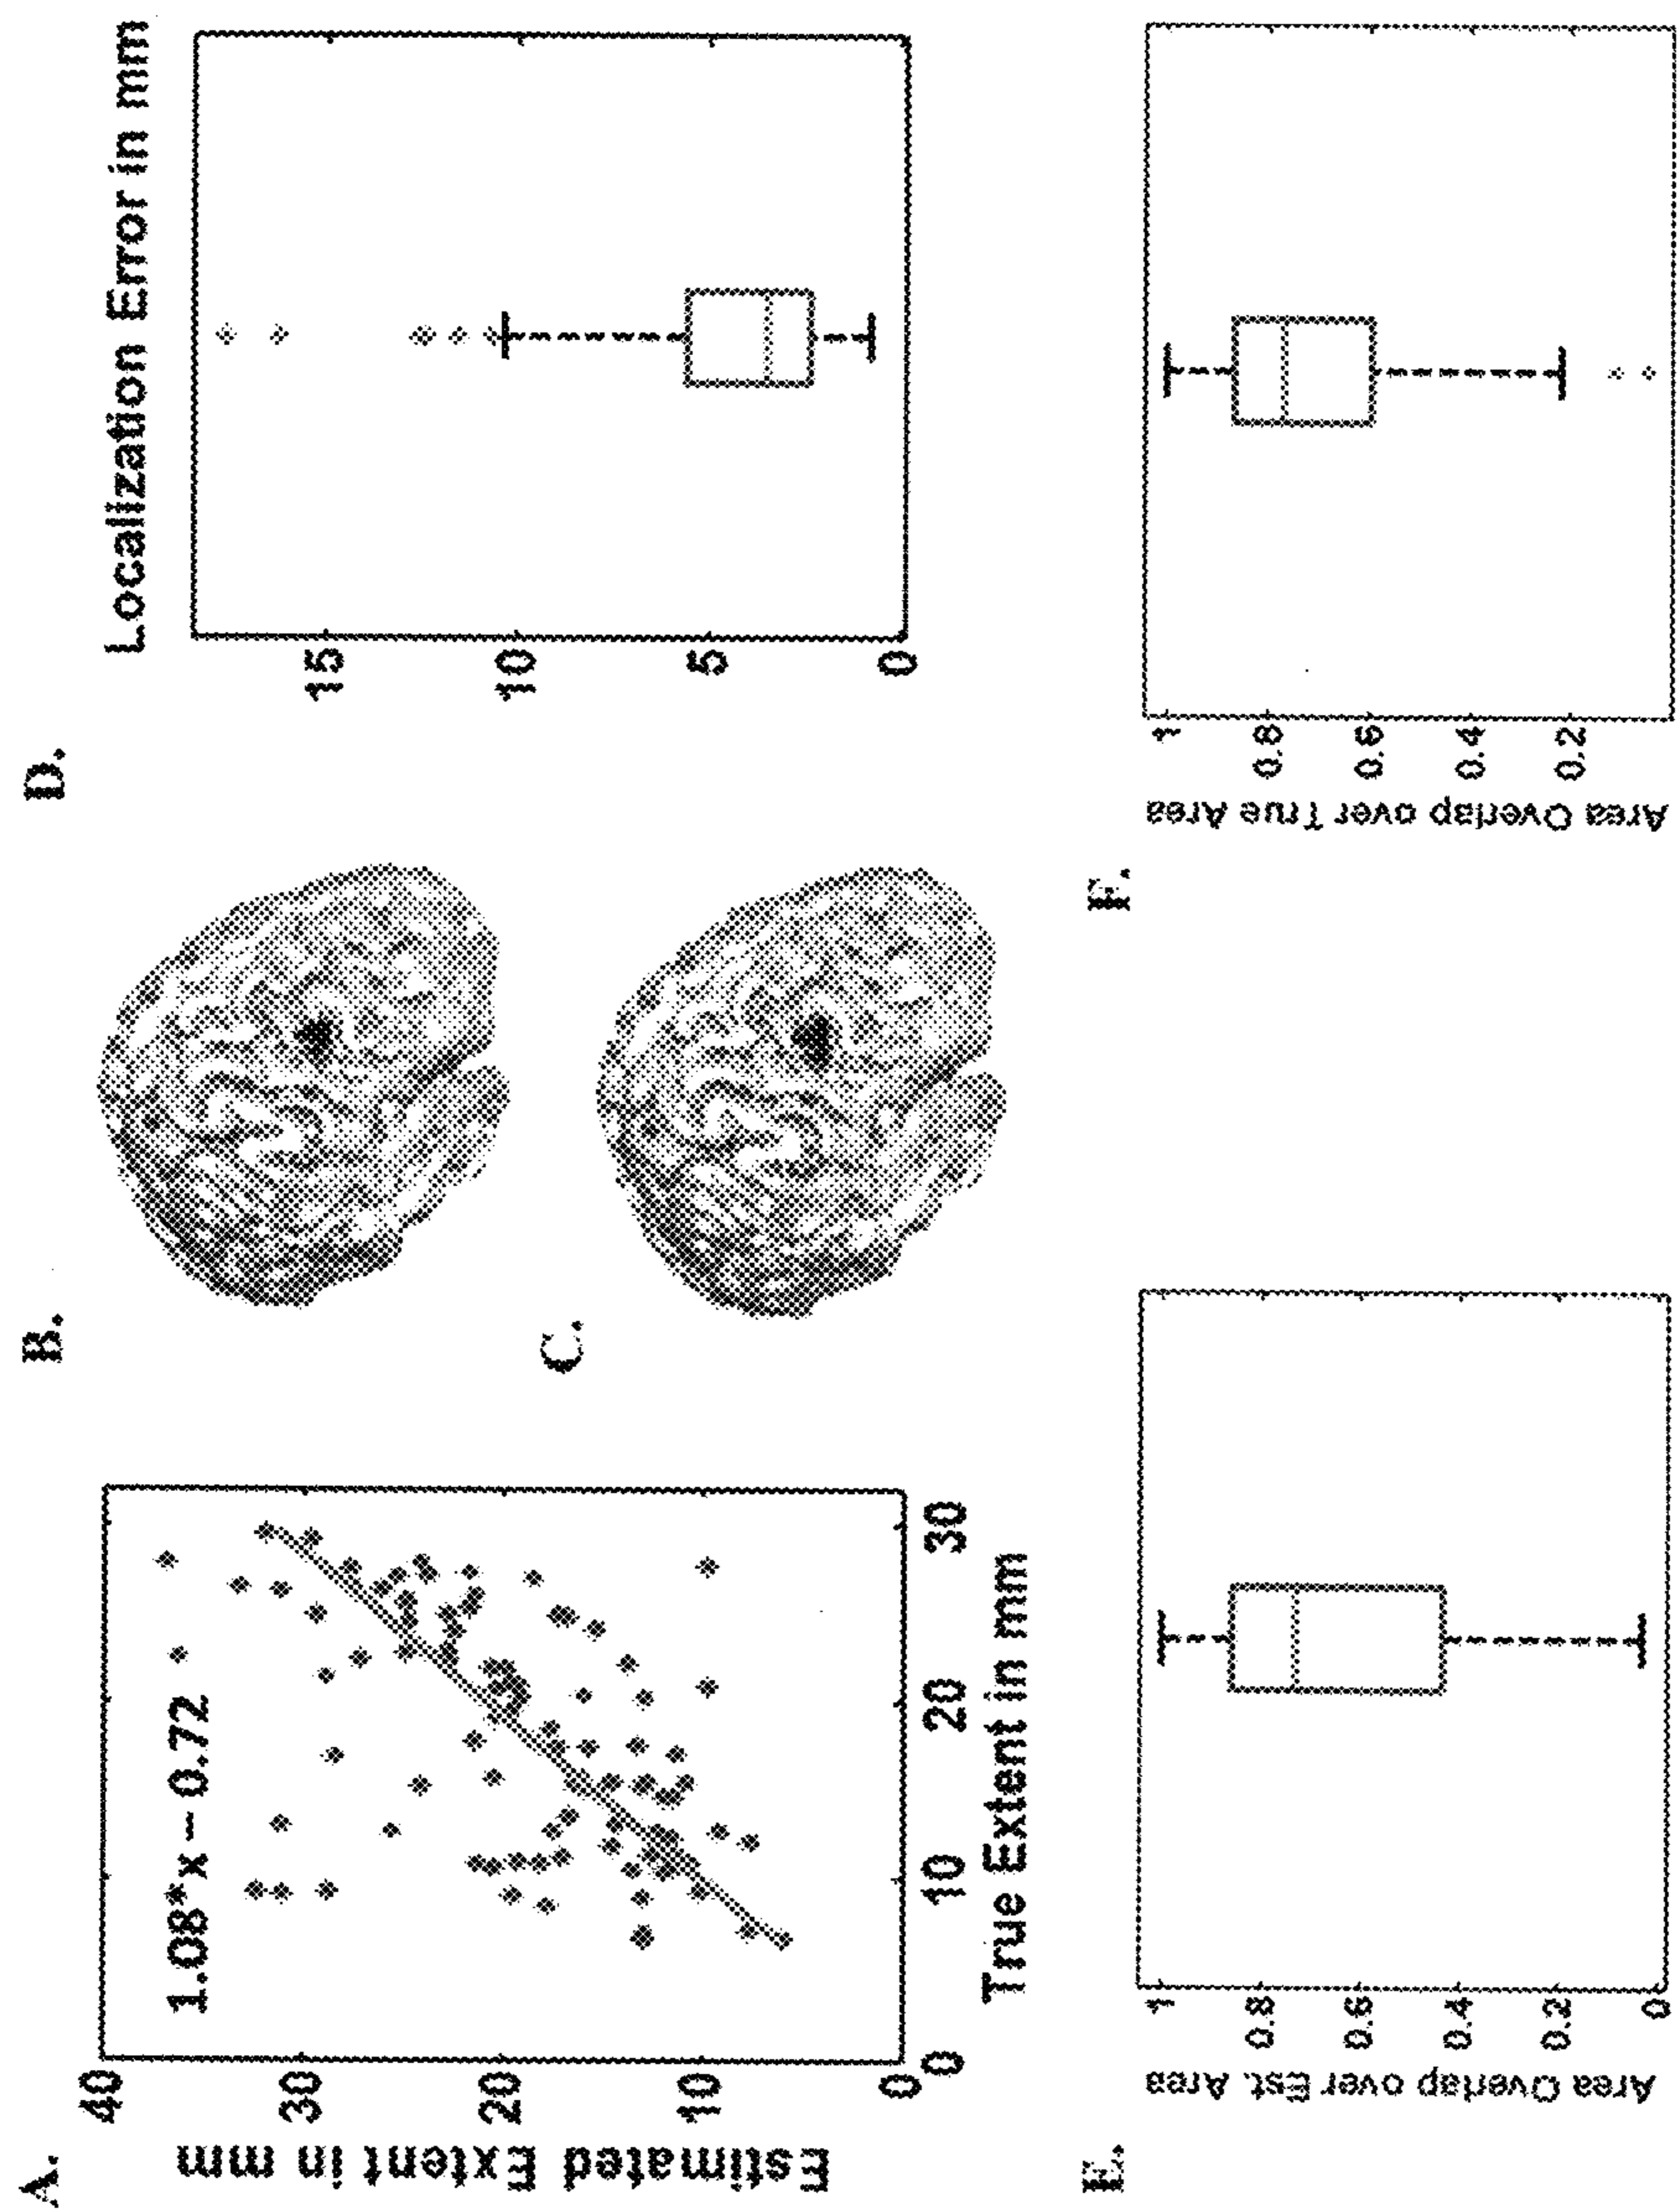 A.
Estimated Extent in mm
40
30
20
10
0
1.08*x – 0.72
0
10
20
30
True Extent in mm
B.
C.
D.
Localization Error in mm
15
10
5
0
E.
Area Overlap over Est. Area
1
0.8
0.6
0.4
0.2
0
F.
Area Overlap over True Area
1
0.8
0.6
0.4
0.2